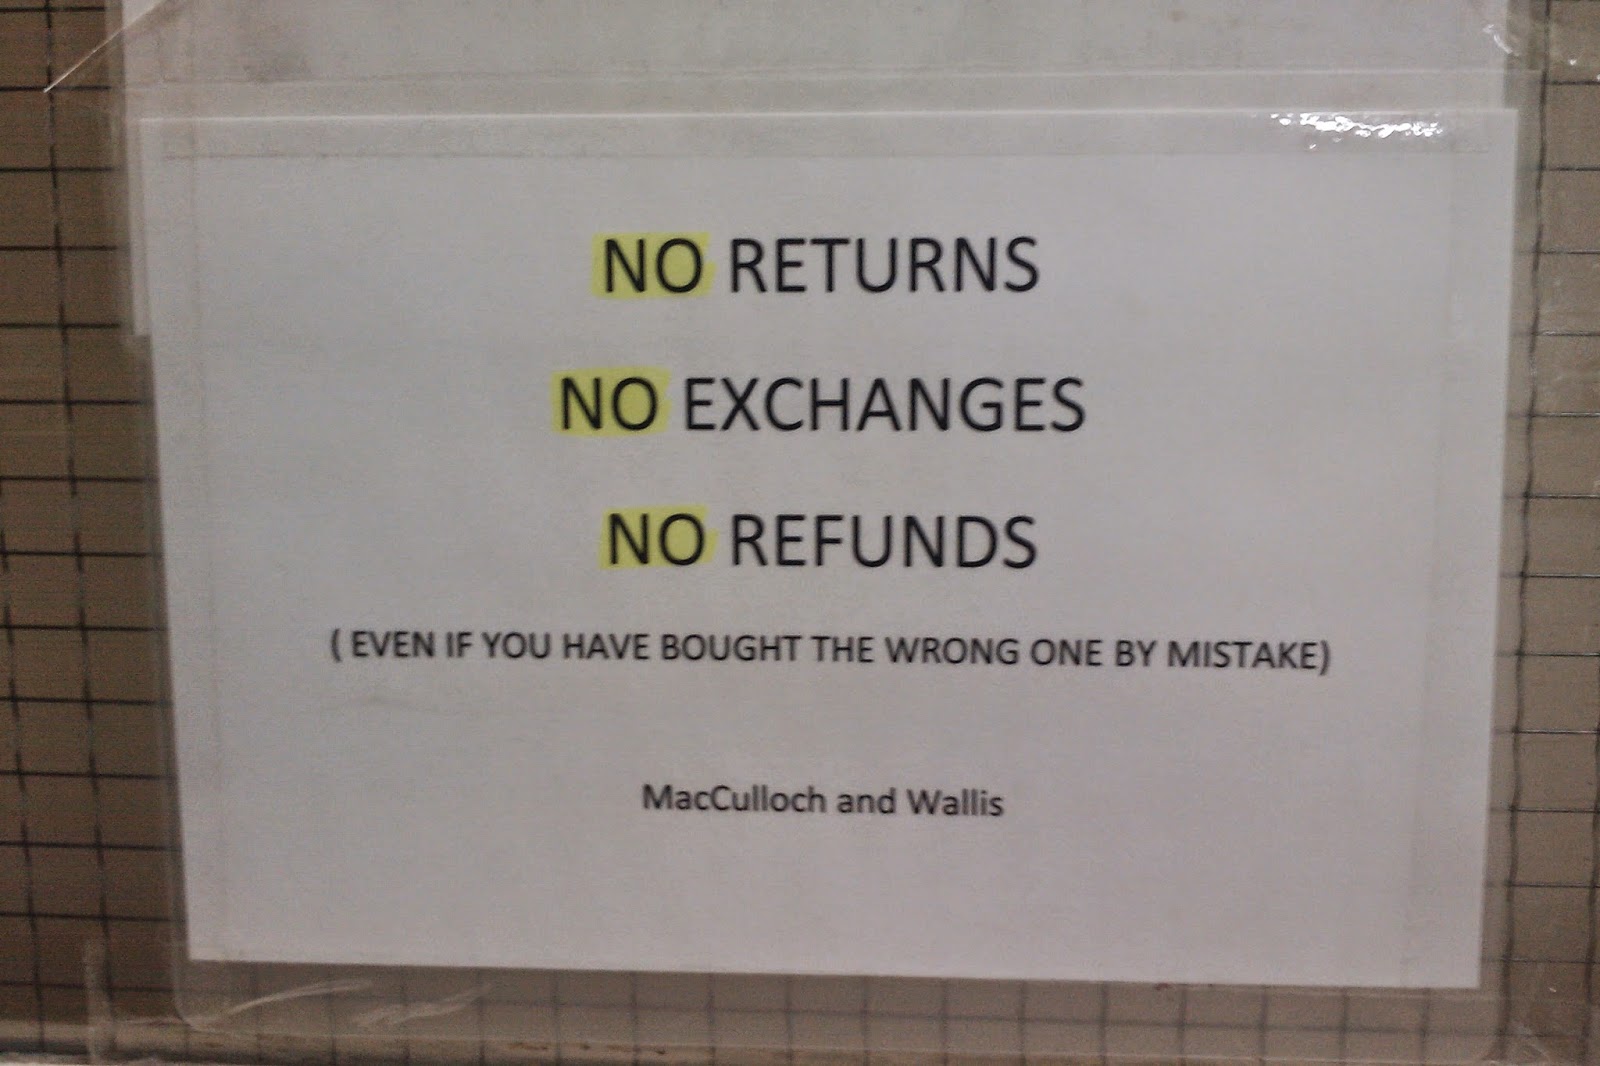 NO RETURNS
NO EXCHANGES
NO REFUNDS
( EVEN IF YOU HAVE BOUGHT THE WRONG ONE BY MISTAKE)
MacCulloch and Wallis